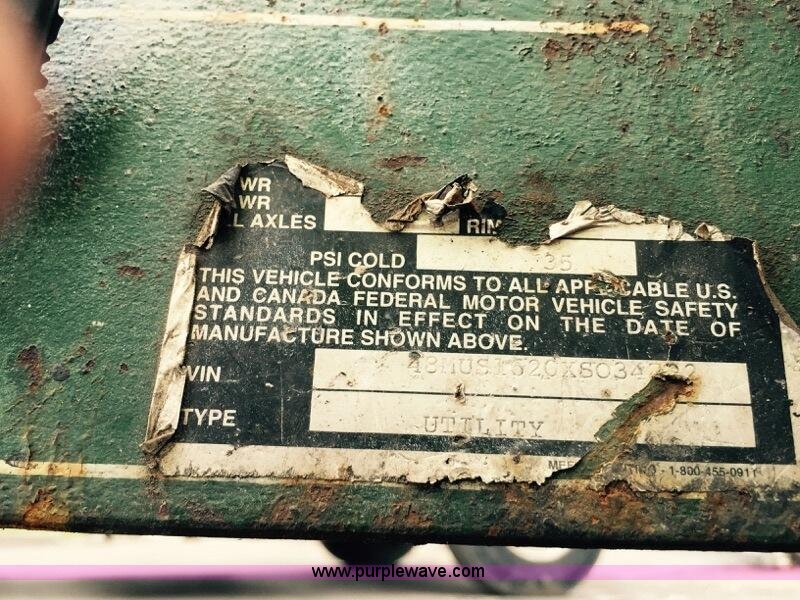 WR
WR
L AXLES RIN
PSI COLD 35
THIS VEHICLE CONFORMS TO ALL APPLICABLE U.S.
AND CANADA FEDERAL MOTOR VEHICLE SAFETY
STANDARDS IN EFFECT ON THE DATE OF
MANUFACTURE SHOWN ABOVE.
VIN
TYPE UTILITY
1-800-455-0911
www.purplewave.com